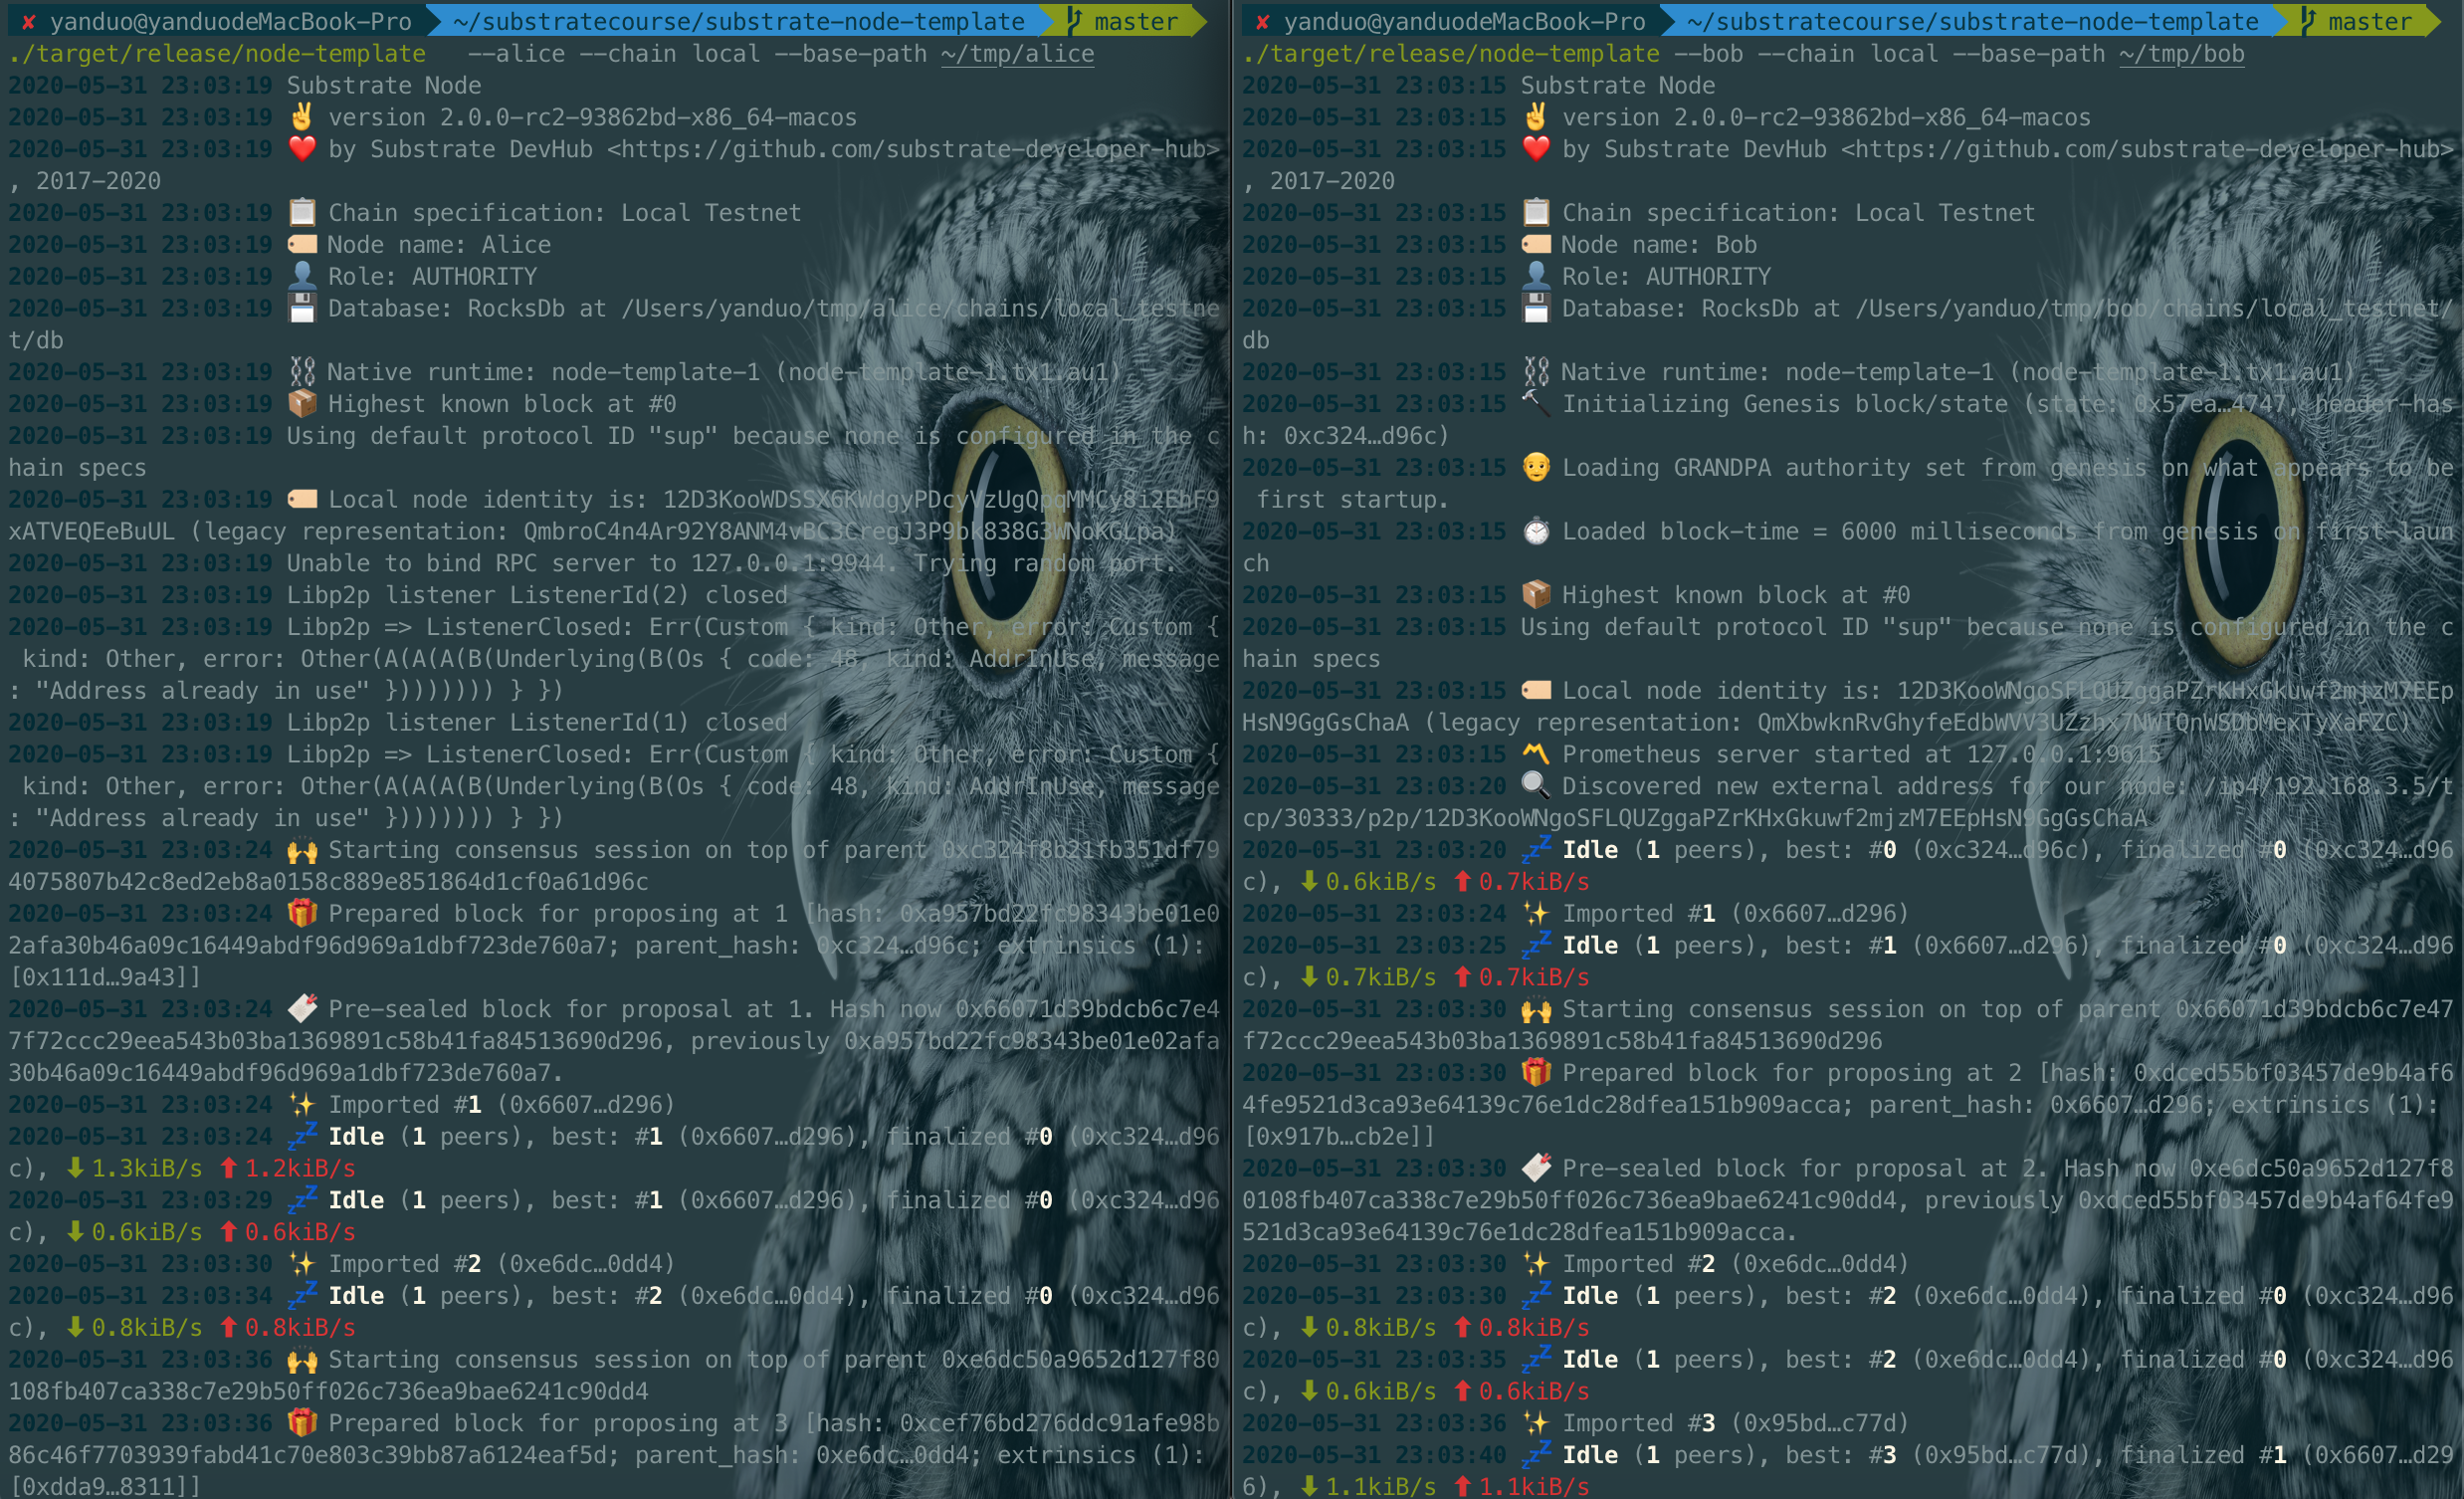 ✘ yanduo@yanduodeMacBook-Pro ~/substratecourse/substrate-node-template master
./target/release/node-template --alice --chain local --base-path ~/tmp/alice
2020-05-31 23:03:19 Substrate Node
2020-05-31 23:03:19 ✌️ version 2.0.0-rc2-93862bd-x86_64-macos
2020-05-31 23:03:19 ❤️ by Substrate DevHub <https://github.com/substrate-developer-hub>
, 2017-2020
2020-05-31 23:03:19 📋 Chain specification: Local Testnet
2020-05-31 23:03:19 🏷 Node name: Alice
2020-05-31 23:03:19 👤 Role: AUTHORITY
2020-05-31 23:03:19 💾 Database: RocksDb at /Users/yanduo/tmp/alice/chains/local_testne
t/db
2020-05-31 23:03:19 ⛓ Native runtime: node-template-1 (node-template-1.tx1.au1)
2020-05-31 23:03:19 📦 Highest known block at #0
2020-05-31 23:03:19 Using default protocol ID "sup" because none is configured in the c
hain specs
2020-05-31 23:03:19 🏷 Local node identity is: 12D3KooWDSSX6KWdgyPDcyVzUgQpqMMCy8i2EhF9
xATVEQEeBuUL (legacy representation: QmbroC4n4Ar92Y8ANM4vBC3CregJ3P9bk838G3WNoKGLpa)
2020-05-31 23:03:19 Unable to bind RPC server to 127.0.0.1:9944. Trying random port.
2020-05-31 23:03:19 Libp2p listener ListenerId(2) closed
2020-05-31 23:03:19 Libp2p => ListenerClosed: Err(Custom { kind: Other, error: Custom {
 kind: Other, error: Other(A(A(A(B(Underlying(B(Os { code: 48, kind: AddrInUse, message
: "Address already in use" }))))))) } })
2020-05-31 23:03:19 Libp2p listener ListenerId(1) closed
2020-05-31 23:03:19 Libp2p => ListenerClosed: Err(Custom { kind: Other, error: Custom {
 kind: Other, error: Other(A(A(A(B(Underlying(B(Os { code: 48, kind: AddrInUse, message
: "Address already in use" }))))))) } })
2020-05-31 23:03:24 🙌 Starting consensus session on top of parent 0xc324f8b21fb351df79
4075807b42c8ed2eb8a0158c889e851864d1cf0a61d96c
2020-05-31 23:03:24 🎁 Prepared block for proposing at 1 [hash: 0xa957bd22fc98343be01e0
2afa30b46a09c16449abdf96d969a1dbf723de760a7; parent_hash: 0xc324…d96c; extrinsics (1):
[0x111d…9a43]]
2020-05-31 23:03:24 🔖 Pre-sealed block for proposal at 1. Hash now 0x66071d39bdcb6c7e4
7f72ccc29eea543b03ba1369891c58b41fa84513690d296, previously 0xa957bd22fc98343be01e02afa
30b46a09c16449abdf96d969a1dbf723de760a7.
2020-05-31 23:03:24 ✨ Imported #1 (0x6607…d296)
2020-05-31 23:03:24 💤 Idle (1 peers), best: #1 (0x6607…d296), finalized #0 (0xc324…d96
c), ⬇ 1.3kiB/s ⬆ 1.2kiB/s
2020-05-31 23:03:29 💤 Idle (1 peers), best: #1 (0x6607…d296), finalized #0 (0xc324…d96
c), ⬇ 0.6kiB/s ⬆ 0.6kiB/s
2020-05-31 23:03:30 ✨ Imported #2 (0xe6dc…0dd4)
2020-05-31 23:03:34 💤 Idle (1 peers), best: #2 (0xe6dc…0dd4), finalized #0 (0xc324…d96
c), ⬇ 0.8kiB/s ⬆ 0.8kiB/s
2020-05-31 23:03:36 🙌 Starting consensus session on top of parent 0xe6dc50a9652d127f80
108fb407ca338c7e29b50ff026c736ea9bae6241c90dd4
2020-05-31 23:03:36 🎁 Prepared block for proposing at 3 [hash: 0xcef76bd276ddc91afe98b
86c46f7703939fabd41c70e803c39bb87a6124eaf5d; parent_hash: 0xe6dc…0dd4; extrinsics (1):
[0xdda9…8311]]
✘ yanduo@yanduodeMacBook-Pro ~/substratecourse/substrate-node-template master
./target/release/node-template --bob --chain local --base-path ~/tmp/bob
2020-05-31 23:03:15 Substrate Node
2020-05-31 23:03:15 ✌️ version 2.0.0-rc2-93862bd-x86_64-macos
2020-05-31 23:03:15 ❤️ by Substrate DevHub <https://github.com/substrate-developer-hub>
, 2017-2020
2020-05-31 23:03:15 📋 Chain specification: Local Testnet
2020-05-31 23:03:15 🏷 Node name: Bob
2020-05-31 23:03:15 👤 Role: AUTHORITY
2020-05-31 23:03:15 💾 Database: RocksDb at /Users/yanduo/tmp/bob/chains/local_testnet/
db
2020-05-31 23:03:15 ⛓ Native runtime: node-template-1 (node-template-1.tx1.au1)
2020-05-31 23:03:15 🔨 Initializing Genesis block/state (state: 0x57ea…4747, header-has
h: 0xc324…d96c)
2020-05-31 23:03:15 👴 Loading GRANDPA authority set from genesis on what appears to be
 first startup.
2020-05-31 23:03:15 ⏱ Loaded block-time = 6000 milliseconds from genesis on first-laun
ch
2020-05-31 23:03:15 📦 Highest known block at #0
2020-05-31 23:03:15 Using default protocol ID "sup" because none is configured in the c
hain specs
2020-05-31 23:03:15 🏷 Local node identity is: 12D3KooWNgoSFLQUZggaPZrKHxGkuwf2mjzM7EEp
HsN9GgGsChaA (legacy representation: QmXbwknRvGhyfeEdbWVV3UZzhx7NWTQnWSDbMexTyXaFZC)
2020-05-31 23:03:15 〽️ Prometheus server started at 127.0.0.1:9615
2020-05-31 23:03:20 🔍 Discovered new external address for our node: /ip4/192.168.3.5/t
cp/30333/p2p/12D3KooWNgoSFLQUZggaPZrKHxGkuwf2mjzM7EEpHsN9GgGsChaA
2020-05-31 23:03:20 💤 Idle (1 peers), best: #0 (0xc324…d96c), finalized #0 (0xc324…d96
c), ⬇ 0.6kiB/s ⬆ 0.7kiB/s
2020-05-31 23:03:24 ✨ Imported #1 (0x6607…d296)
2020-05-31 23:03:25 💤 Idle (1 peers), best: #1 (0x6607…d296), finalized #0 (0xc324…d96
c), ⬇ 0.7kiB/s ⬆ 0.7kiB/s
2020-05-31 23:03:30 🙌 Starting consensus session on top of parent 0x66071d39bdcb6c7e47
f72ccc29eea543b03ba1369891c58b41fa84513690d296
2020-05-31 23:03:30 🎁 Prepared block for proposing at 2 [hash: 0xdced55bf03457de9b4af6
4fe9521d3ca93e64139c76e1dc28dfea151b909acca; parent_hash: 0x6607…d296; extrinsics (1):
[0x917b…cb2e]]
2020-05-31 23:03:30 🔖 Pre-sealed block for proposal at 2. Hash now 0xe6dc50a9652d127f8
0108fb407ca338c7e29b50ff026c736ea9bae6241c90dd4, previously 0xdced55bf03457de9b4af64fe9
521d3ca93e64139c76e1dc28dfea151b909acca.
2020-05-31 23:03:30 ✨ Imported #2 (0xe6dc…0dd4)
2020-05-31 23:03:30 💤 Idle (1 peers), best: #2 (0xe6dc…0dd4), finalized #0 (0xc324…d96
c), ⬇ 0.8kiB/s ⬆ 0.8kiB/s
2020-05-31 23:03:35 💤 Idle (1 peers), best: #2 (0xe6dc…0dd4), finalized #0 (0xc324…d96
c), ⬇ 0.6kiB/s ⬆ 0.6kiB/s
2020-05-31 23:03:36 ✨ Imported #3 (0x95bd…c77d)
2020-05-31 23:03:40 💤 Idle (1 peers), best: #3 (0x95bd…c77d), finalized #1 (0x6607…d29
6), ⬇ 1.1kiB/s ⬆ 1.1kiB/s